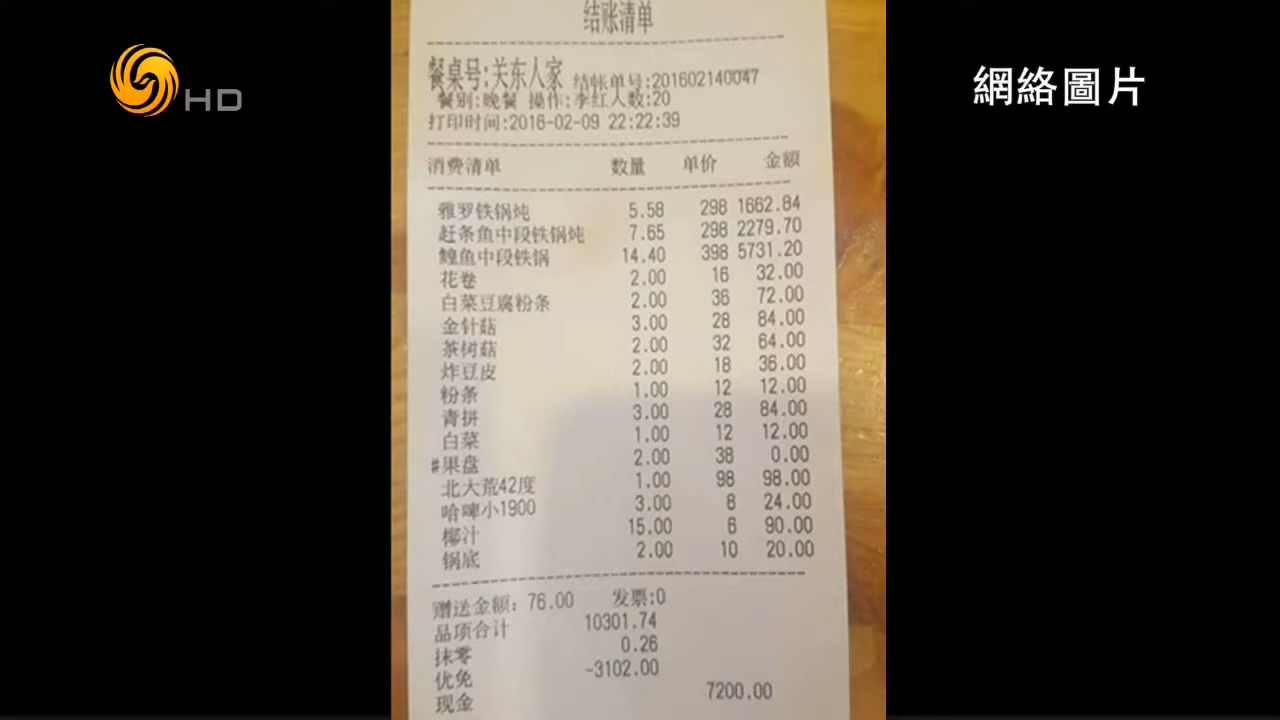 HD
網絡圖片
结账清单
餐桌号:关东人家 结帐单号:201602140047
餐别:晚餐 操作:李红人数:20
打印时间:2016-02-09 22:22:39
消费清单 数量 单价 金额
雅罗铁锅炖 5.58 298 1662.84
赶条鱼中段铁锅炖 7.65 298 2279.70
鳇鱼中段铁锅 14.40 398 5731.20
花卷 2.00 16 32.00
白菜豆腐粉条 2.00 36 72.00
金针菇 3.00 28 84.00
茶树菇 2.00 32 64.00
炸豆皮 2.00 18 36.00
粉条 1.00 12 12.00
青拼 3.00 28 84.00
白菜 1.00 12 12.00
#果盘 2.00 38 0.00
北大荒42度 1.00 98 98.00
哈啤小1900 3.00 8 24.00
椰汁 15.00 6 90.00
锅底 2.00 10 20.00
赠送金额: 76.00 发票:0
品项合计 10301.74
抹零 0.26
优免 -3102.00
现金 7200.00